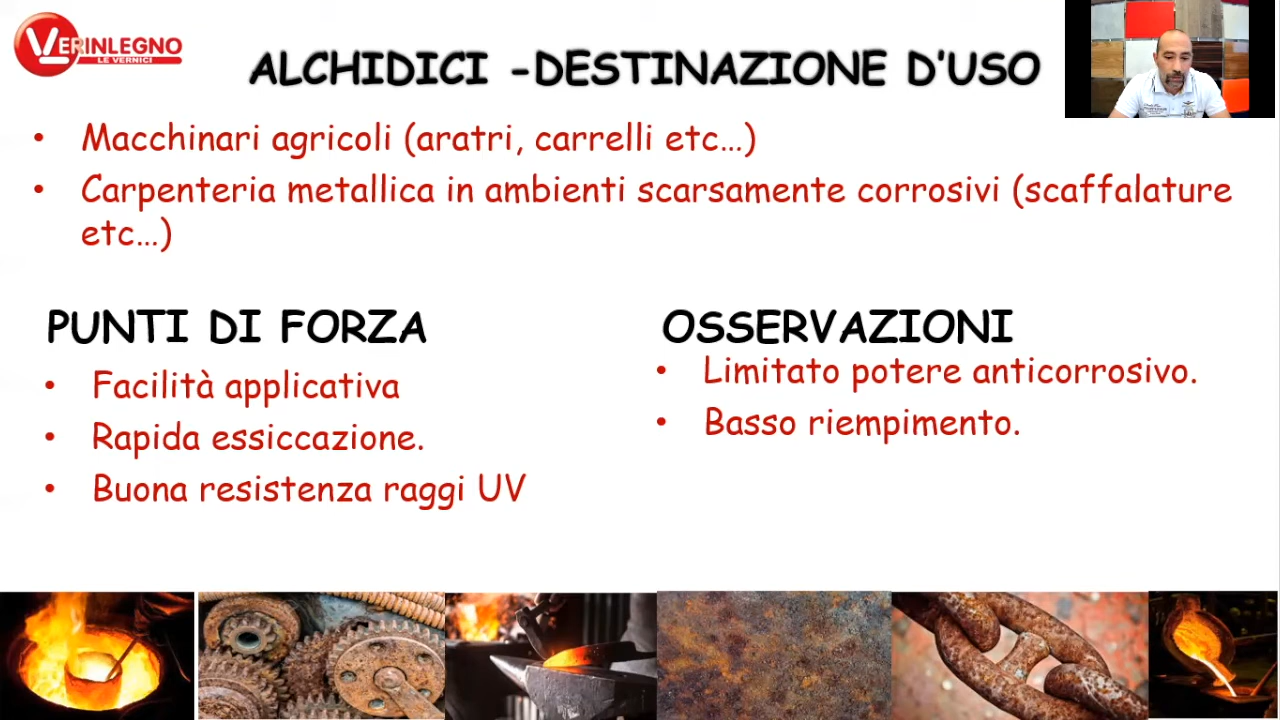 VERINLEGNO
LE VERNICI
ALCHIDICI -DESTINAZIONE D'USO
• Macchinari agricoli (aratri, carrelli etc…)
• Carpenteria metallica in ambienti scarsamente corrosivi (scaffalature
etc…)
PUNTI DI FORZA
• Facilità applicativa
• Rapida essiccazione.
• Buona resistenza raggi UV
OSSERVAZIONI
• Limitato potere anticorrosivo.
• Basso riempimento.